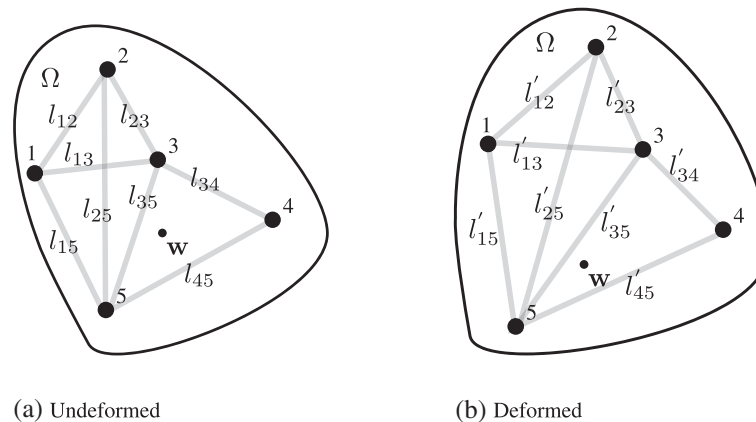 Ω
2
l₁₂
l₂₃
1
l₁₃
3
l₃₄
l₂₅
l₃₅
4
l₁₅
w
l₄₅
5
(a) Undeformed
Ω
2
l′₁₂
l′₂₃
1
l′₁₃
3
l′₃₄
l′₂₅
l′₃₅
4
l′₁₅
w
l′₄₅
5
(b) Deformed